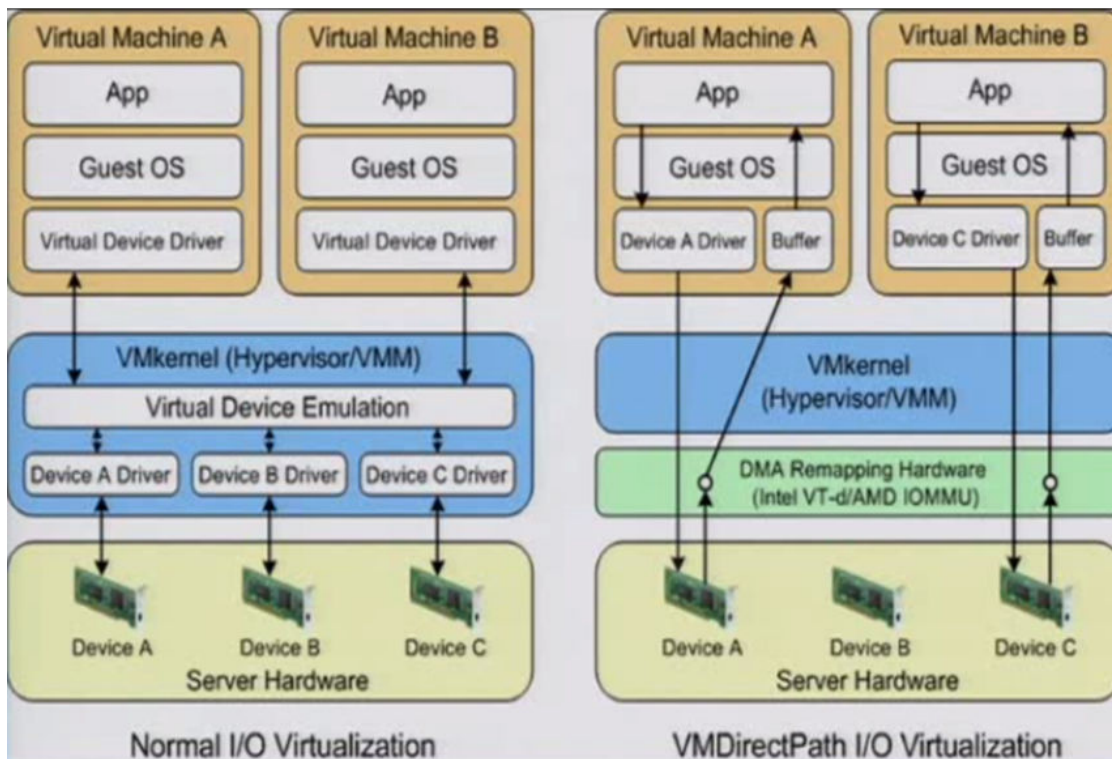 Virtual Machine A
App
Guest OS
Virtual Device Driver
Virtual Machine B
App
Guest OS
Virtual Device Driver
VMkernel (Hypervisor/VMM)
Virtual Device Emulation
Device A Driver
Device B Driver
Device C Driver
Device A
Device B
Device C
Server Hardware
Normal I/O Virtualization
Virtual Machine A
App
Guest OS
Device A Driver
Buffer
Virtual Machine B
App
Guest OS
Device C Driver
Buffer
VMkernel
(Hypervisor/VMM)
DMA Remapping Hardware
(Intel VT-d/AMD IOMMU)
Device A
Device B
Device C
Server Hardware
VMDirectPath I/O Virtualization